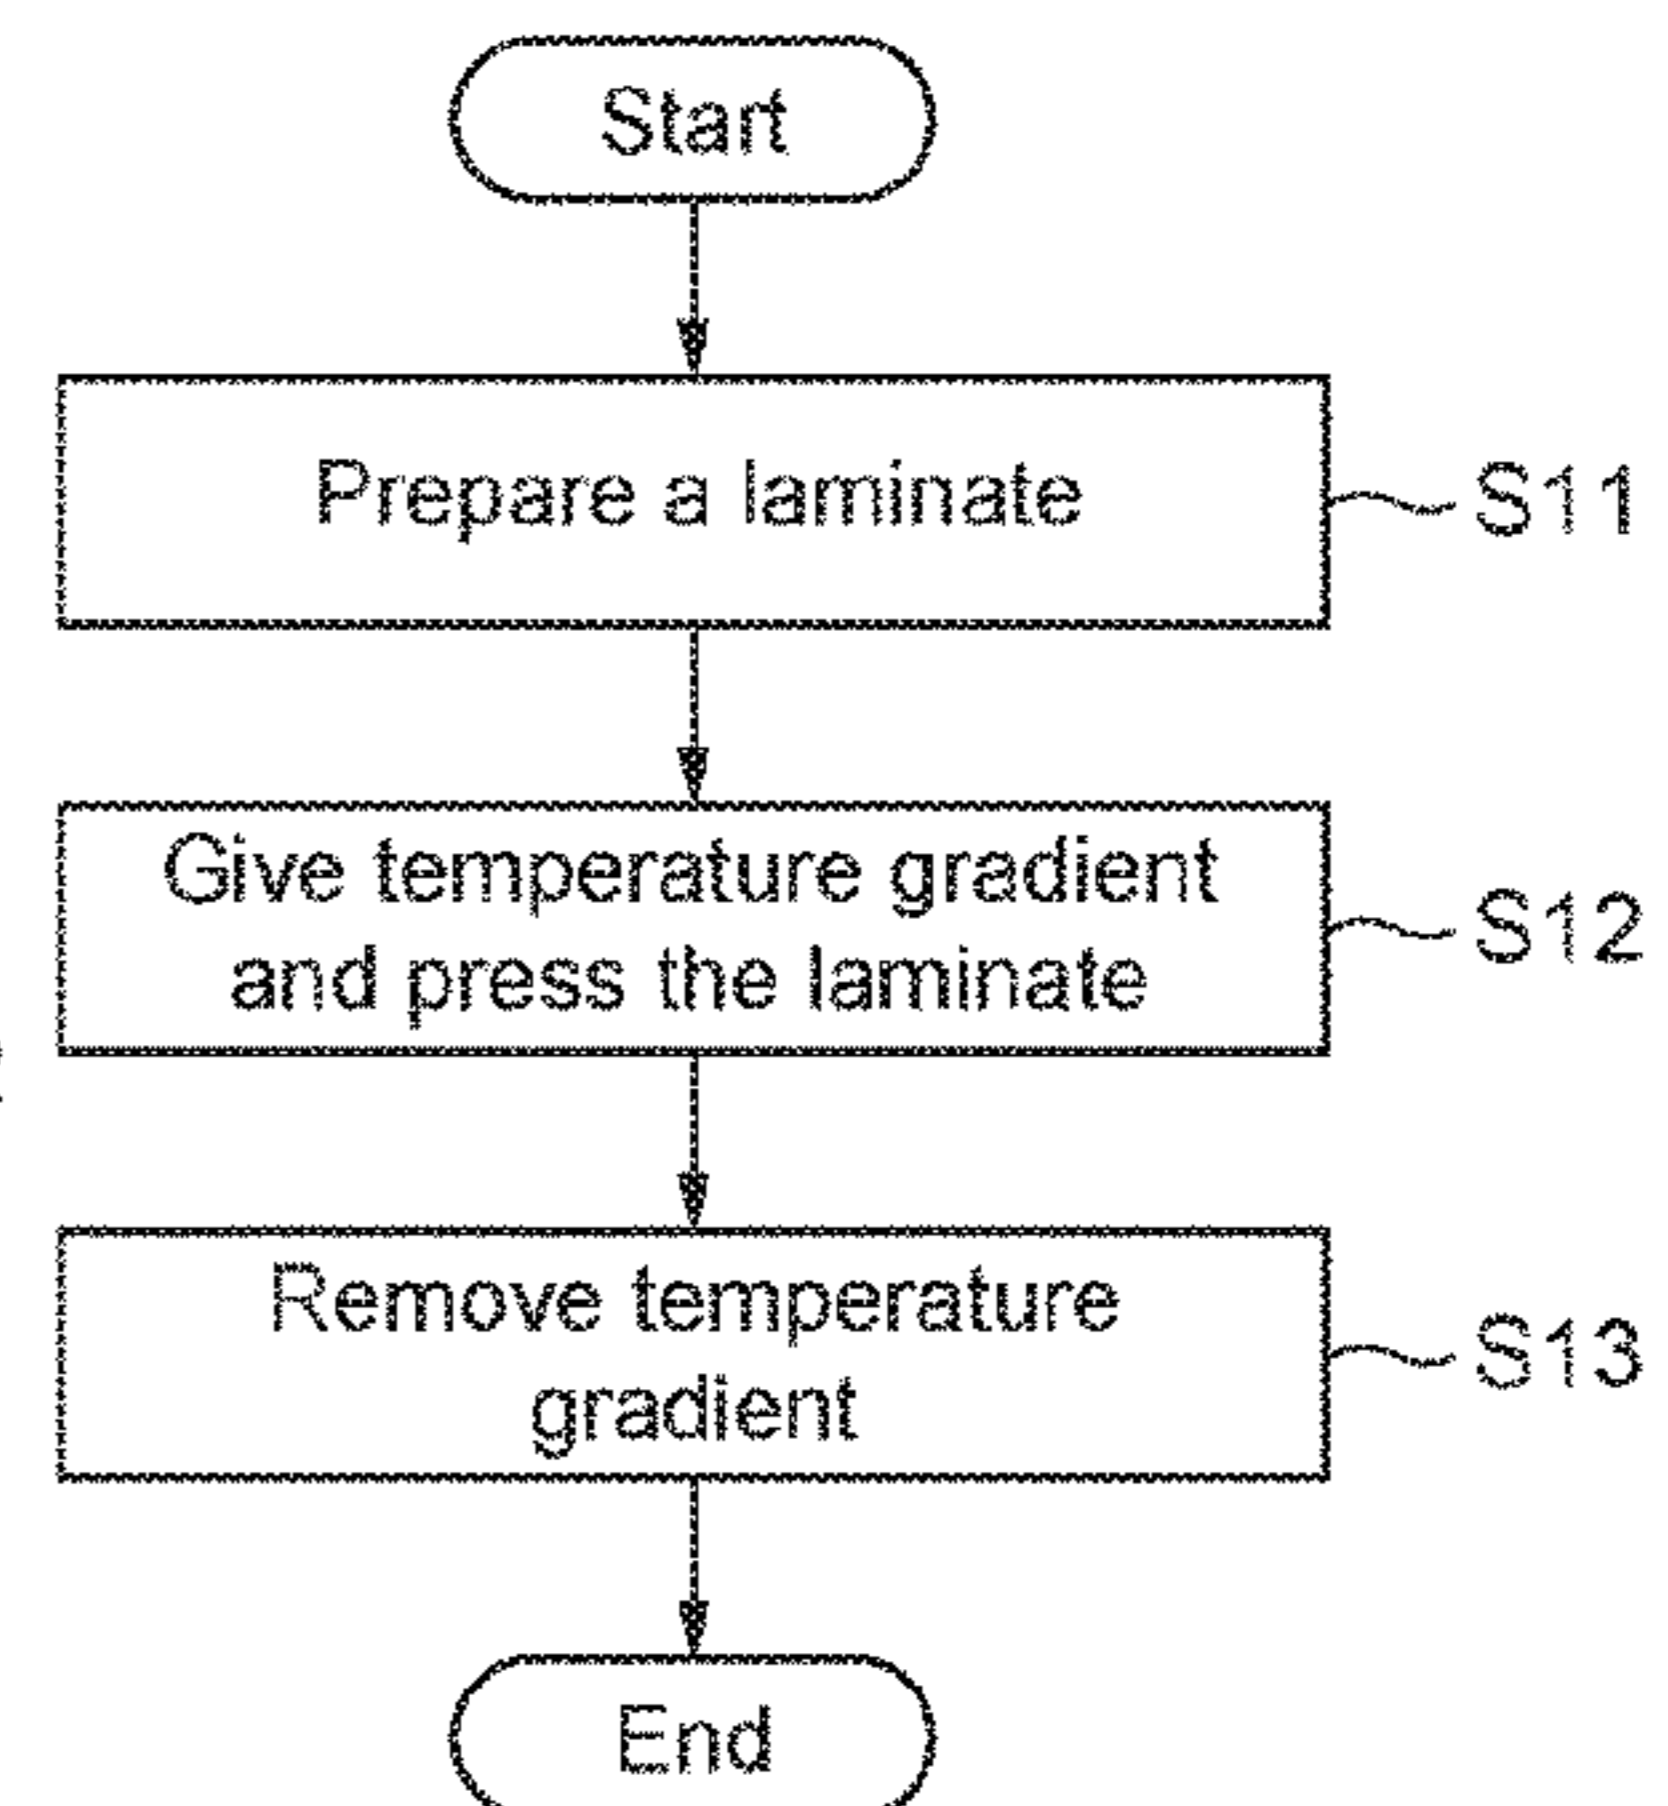 Start
Prepare a laminate
S11
Give temperature gradient
and press the laminate
S12
Remove temperature
gradient
S13
End